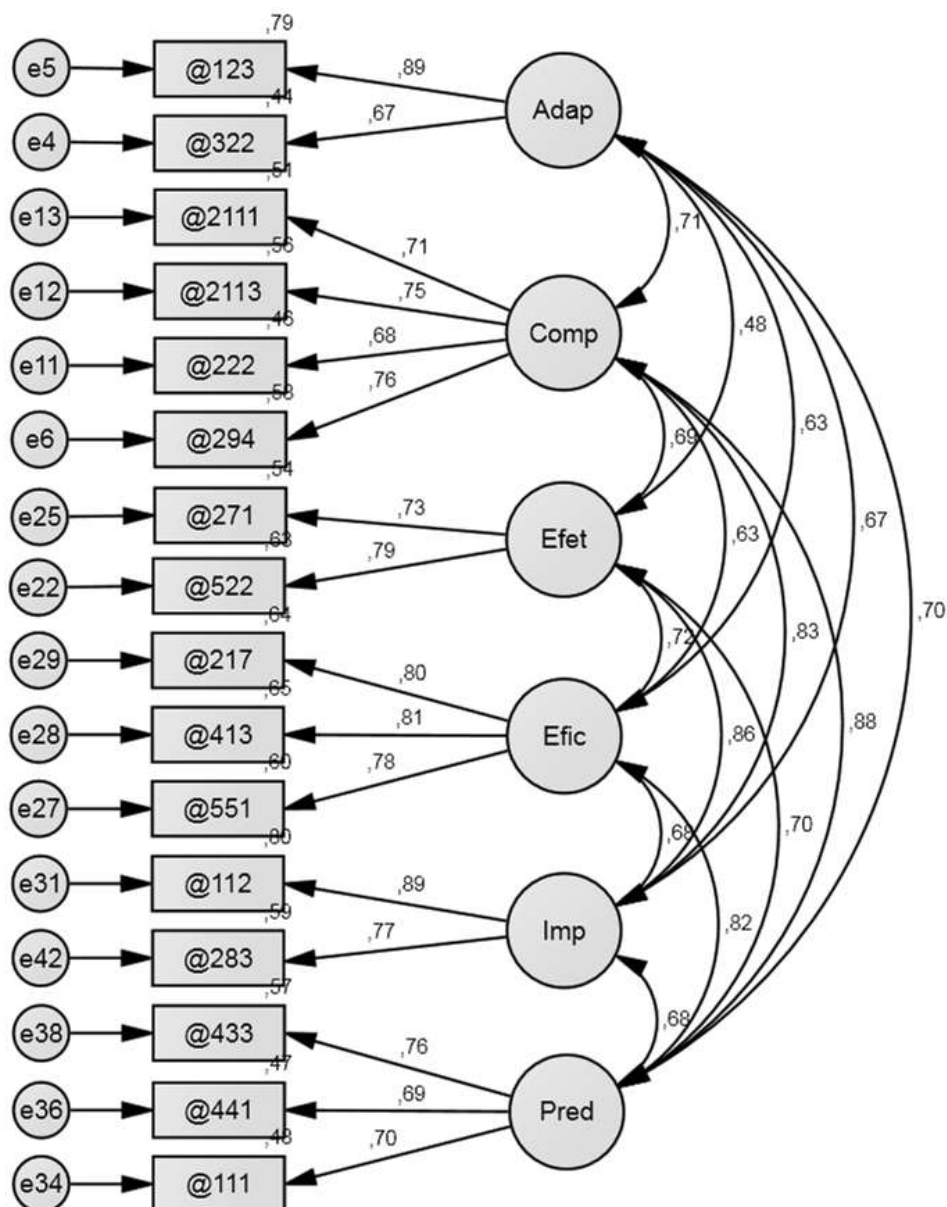 ,79
e5 @123 ,89 Adap
,44
e4 @322 ,67
,51
e13 @2111 ,71 ,71
,56
e12 @2113 ,75 Comp ,48
,46
e11 @222 ,68
,58
e6 @294 ,76 ,69 ,63
,54
e25 @271 ,73 Efet ,63 ,67
,63
e22 @522 ,79 ,70
,64
e29 @217 ,80 ,72 ,83
,65
e28 @413 ,81 Efic ,86 ,88
,60
e27 @551 ,78
,80
e31 @112 ,89 ,68 ,70
,59
e42 @283 ,77 Imp ,82
,57
e38 @433 ,76 ,68
,47
e36 @441 ,69 Pred
,48
e34 @111 ,70